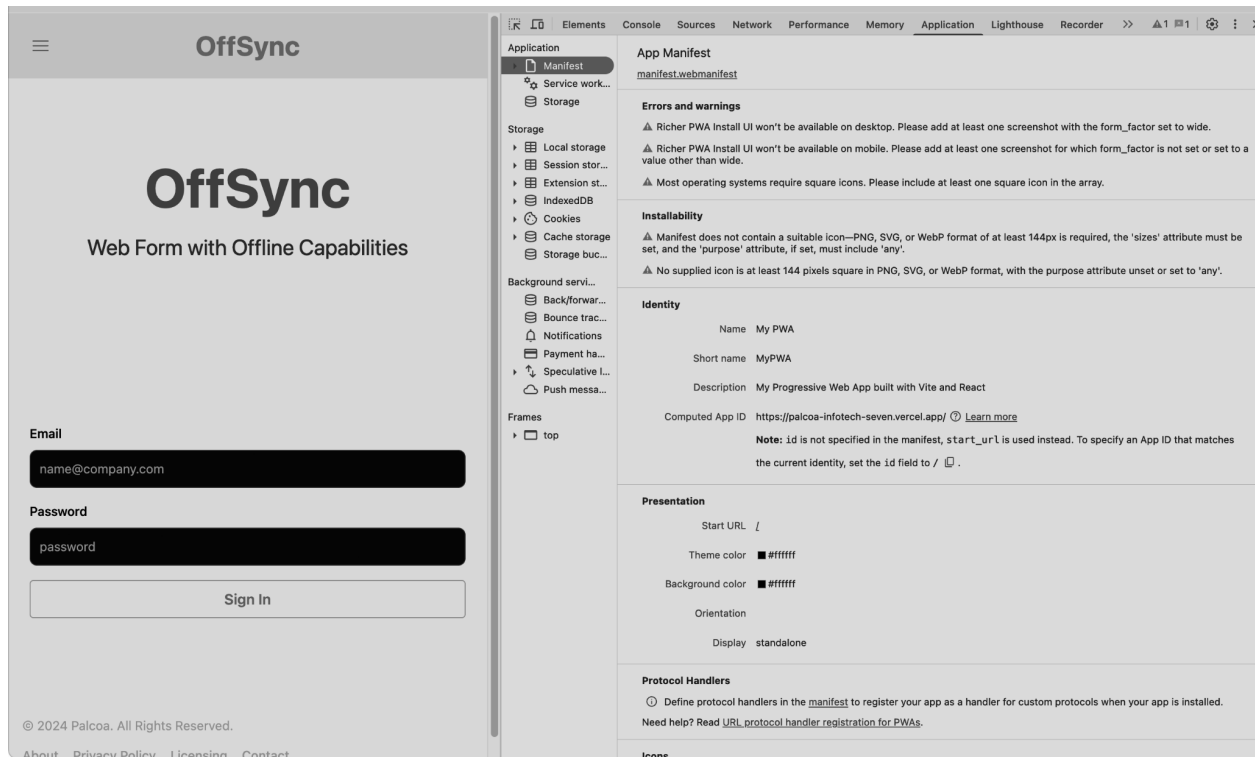 OffSync
OffSync
Web Form with Offline Capabilities
Email
name@company.com
Password
password
Sign In
© 2024 Palcoa. All Rights Reserved.
About Privacy Policy Licensing Contact
Elements Console Sources Network Performance Memory Application Lighthouse Recorder 1 1
Application
Manifest
Service work...
Storage
Storage
Local storage
Session stor...
Extension st...
IndexedDB
Cookies
Cache storage
Storage buc...
Background servi...
Back/forwar...
Bounce trac...
Notifications
Payment ha...
Speculative l...
Push messa...
Frames
top
App Manifest
manifest.webmanifest
Errors and warnings
Richer PWA Install UI won't be available on desktop. Please add at least one screenshot with the form_factor set to wide.
Richer PWA Install UI won't be available on mobile. Please add at least one screenshot for which form_factor is not set or set to a
value other than wide.
Most operating systems require square icons. Please include at least one square icon in the array.
Installability
Manifest does not contain a suitable icon—PNG, SVG, or WebP format of at least 144px is required, the 'sizes' attribute must be
set, and the 'purpose' attribute, if set, must include 'any'.
No supplied icon is at least 144 pixels square in PNG, SVG, or WebP format, with the purpose attribute unset or set to 'any'.
Identity
Name My PWA
Short name MyPWA
Description My Progressive Web App built with Vite and React
Computed App ID https://palcoa-infotech-seven.vercel.app/ Learn more
Note: id is not specified in the manifest, start_url is used instead. To specify an App ID that matches
the current identity, set the id field to / .
Presentation
Start URL /
Theme color #ffffff
Background color #ffffff
Orientation
Display standalone
Protocol Handlers
Define protocol handlers in the manifest to register your app as a handler for custom protocols when your app is installed.
Need help? Read URL protocol handler registration for PWAs.
Icons